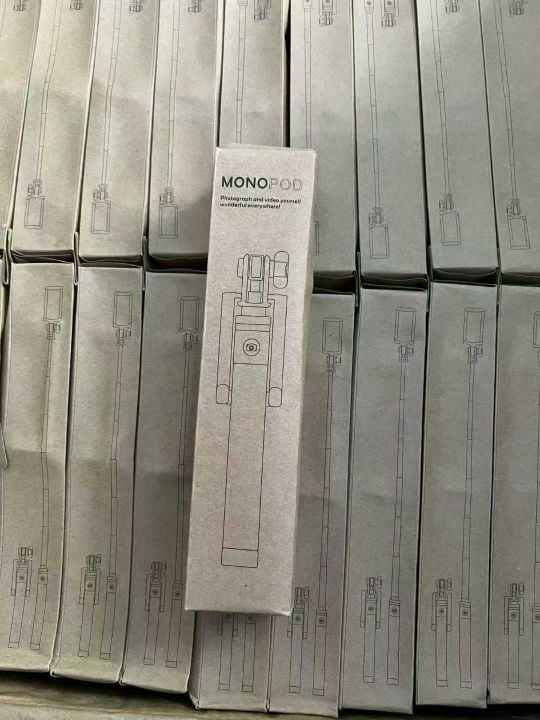 MONOPOD
Photograph and video yourself
wonderful everywhere!